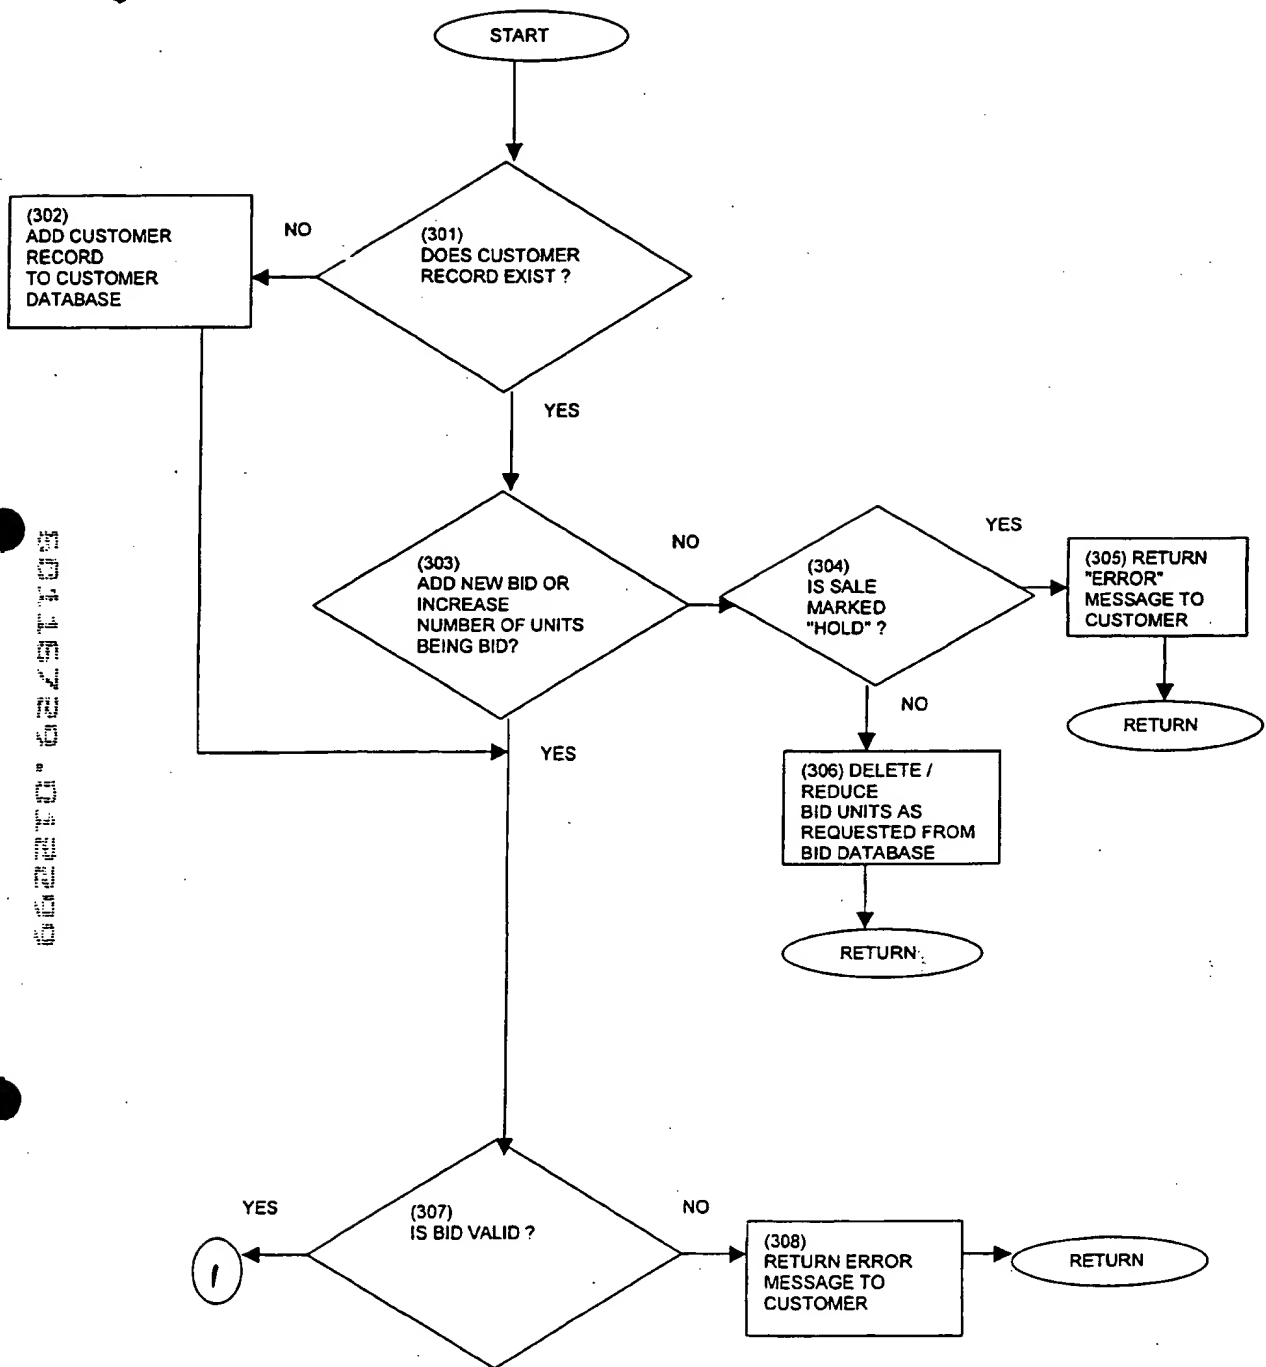 START
(302)
ADD CUSTOMER
RECORD
TO CUSTOMER
DATABASE
NO
(301)
DOES CUSTOMER
RECORD EXIST ?
YES
(303)
ADD NEW BID OR
INCREASE
NUMBER OF UNITS
BEING BID?
NO
(304)
IS SALE
MARKED
"HOLD" ?
YES
(305) RETURN
"ERROR"
MESSAGE TO
CUSTOMER
RETURN
NO
YES
(306) DELETE /
REDUCE
BID UNITS AS
REQUESTED FROM
BID DATABASE
RETURN
YES
(307)
IS BID VALID ?
NO
(308)
RETURN ERROR
MESSAGE TO
CUSTOMER
RETURN
1